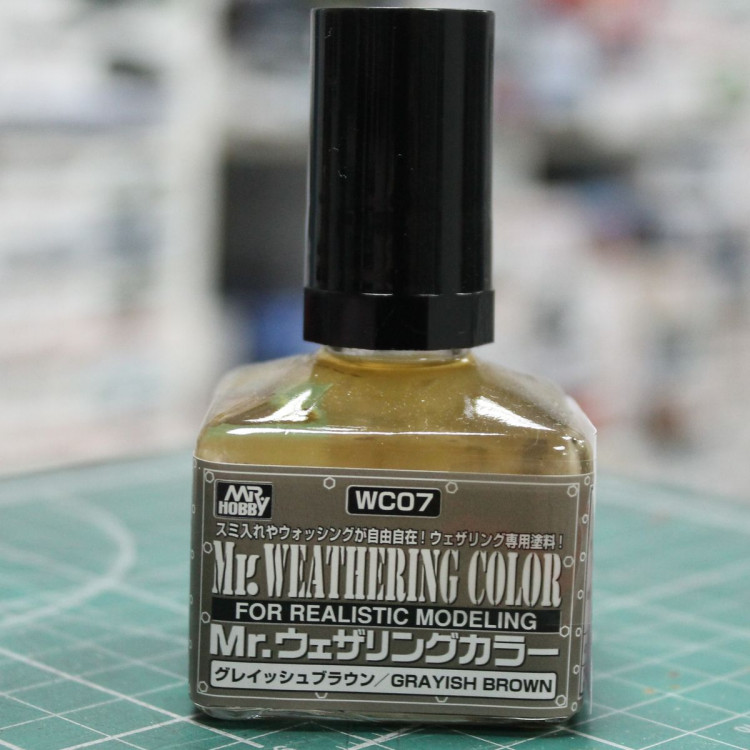 MR. HOBBY
WC07
スミ入れやウォッシングが自由自在！ウェザリング専用塗料！
Mr. WEATHERING COLOR
FOR REALISTIC MODELING
Mr.ウェザリングカラー
グレイッシュブラウン／GRAYISH BROWN